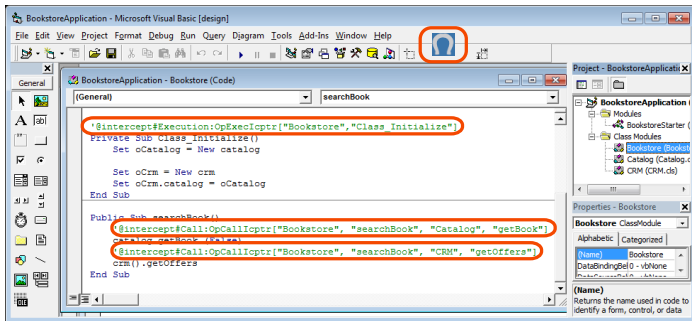 BookstoreApplication - Microsoft Visual Basic [design]
File Edit View Project Format Debug Run Query Diagram Tools Add-Ins Window Help
General
BookstoreApplication - Bookstore (Code)
(General)
searchBook
'@intercept#Execution:OpExecIcptr["Bookstore","Class_Initialize"]
Private Sub Class_Initialize()
Set oCatalog = New catalog
Set oCrm = New crm
Set oCrm.catalog = oCatalog
End Sub
Public Sub searchBook()
'@intercept#Call:OpCallIcptr["Bookstore", "searchBook", "Catalog", "getBook"]
catalog.getBook (False)
'@intercept#Call:OpCallIcptr["Bookstore", "searchBook", "CRM", "getOffers"]
crm().getOffers
End Sub
Project - BookstoreApplicatio
BookstoreApplication (
Modules
BookstoreStarter (
Class Modules
Bookstore (Bookst
Catalog (Catalog.c
CRM (CRM.cls)
Properties - Bookstore
Bookstore ClassModule
Alphabetic Categorized
(Name) Bookstore
DataBindingBel 0 - vbNone
(Name)
Returns the name used in code to
identify a form, control, or data